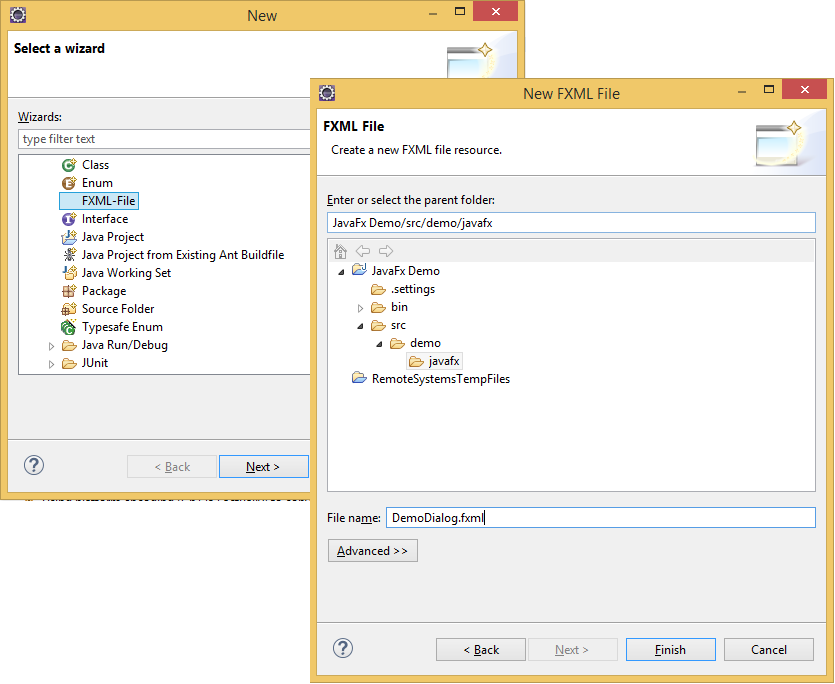 New
Select a wizard
Wizards:
type filter text
Class
Enum
FXML-File
Interface
Java Project
Java Project from Existing Ant Buildfile
Java Working Set
Package
Source Folder
Typesafe Enum
Java Run/Debug
JUnit
< Back
Next >
New FXML File
FXML File
Create a new FXML file resource.
Enter or select the parent folder:
JavaFx Demo/src/demo/javafx
JavaFx Demo
.settings
bin
src
demo
javafx
RemoteSystemsTempFiles
File name:
DemoDialog.fxml
Advanced >>
< Back
Next >
Finish
Cancel